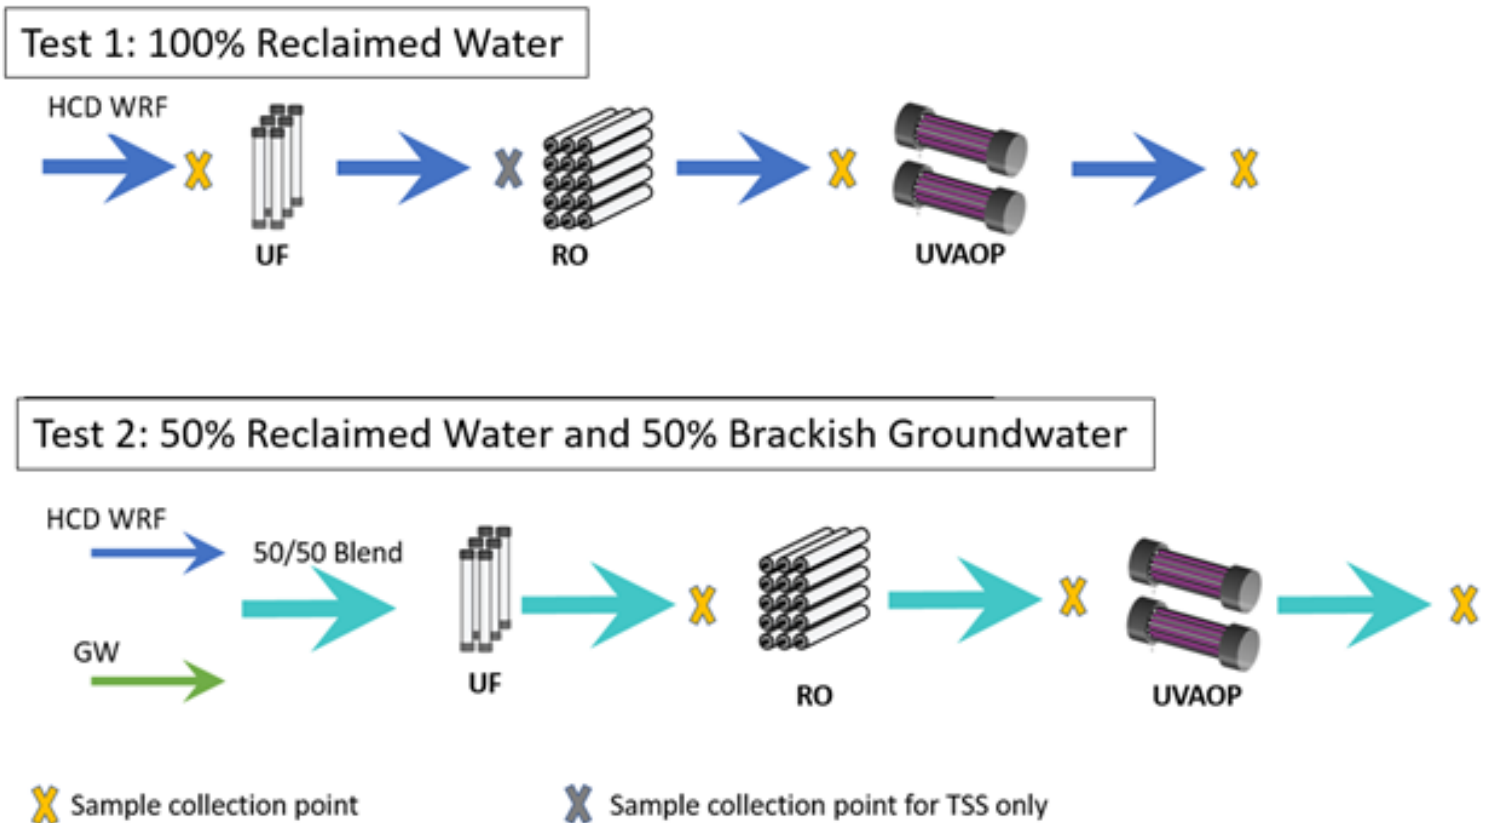 Test 1: 100% Reclaimed Water
HCD WRF
UF
RO
UVAOP
Test 2: 50% Reclaimed Water and 50% Brackish Groundwater
HCD WRF
50/50 Blend
GW
UF
RO
UVAOP
Sample collection point
Sample collection point for TSS only